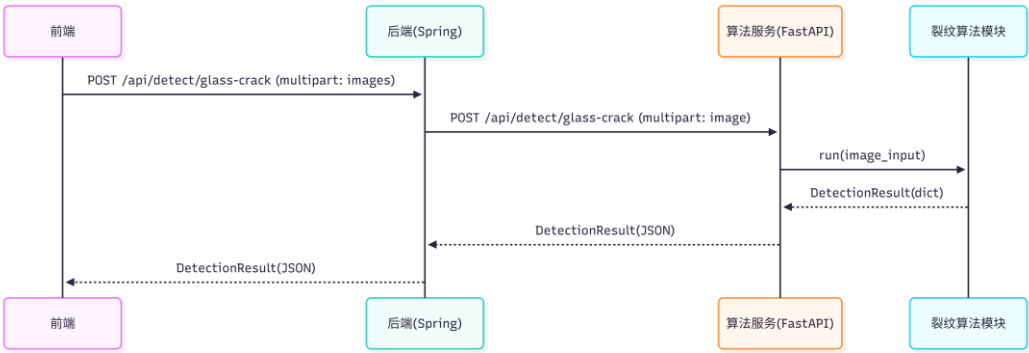 前端
后端(Spring)
算法服务(FastAPI)
裂纹算法模块
POST /api/detect/glass-crack (multipart: images)
POST /api/detect/glass-crack (multipart: image)
run(image_input)
DetectionResult(dict)
DetectionResult(JSON)
DetectionResult(JSON)
前端
后端(Spring)
算法服务(FastAPI)
裂纹算法模块